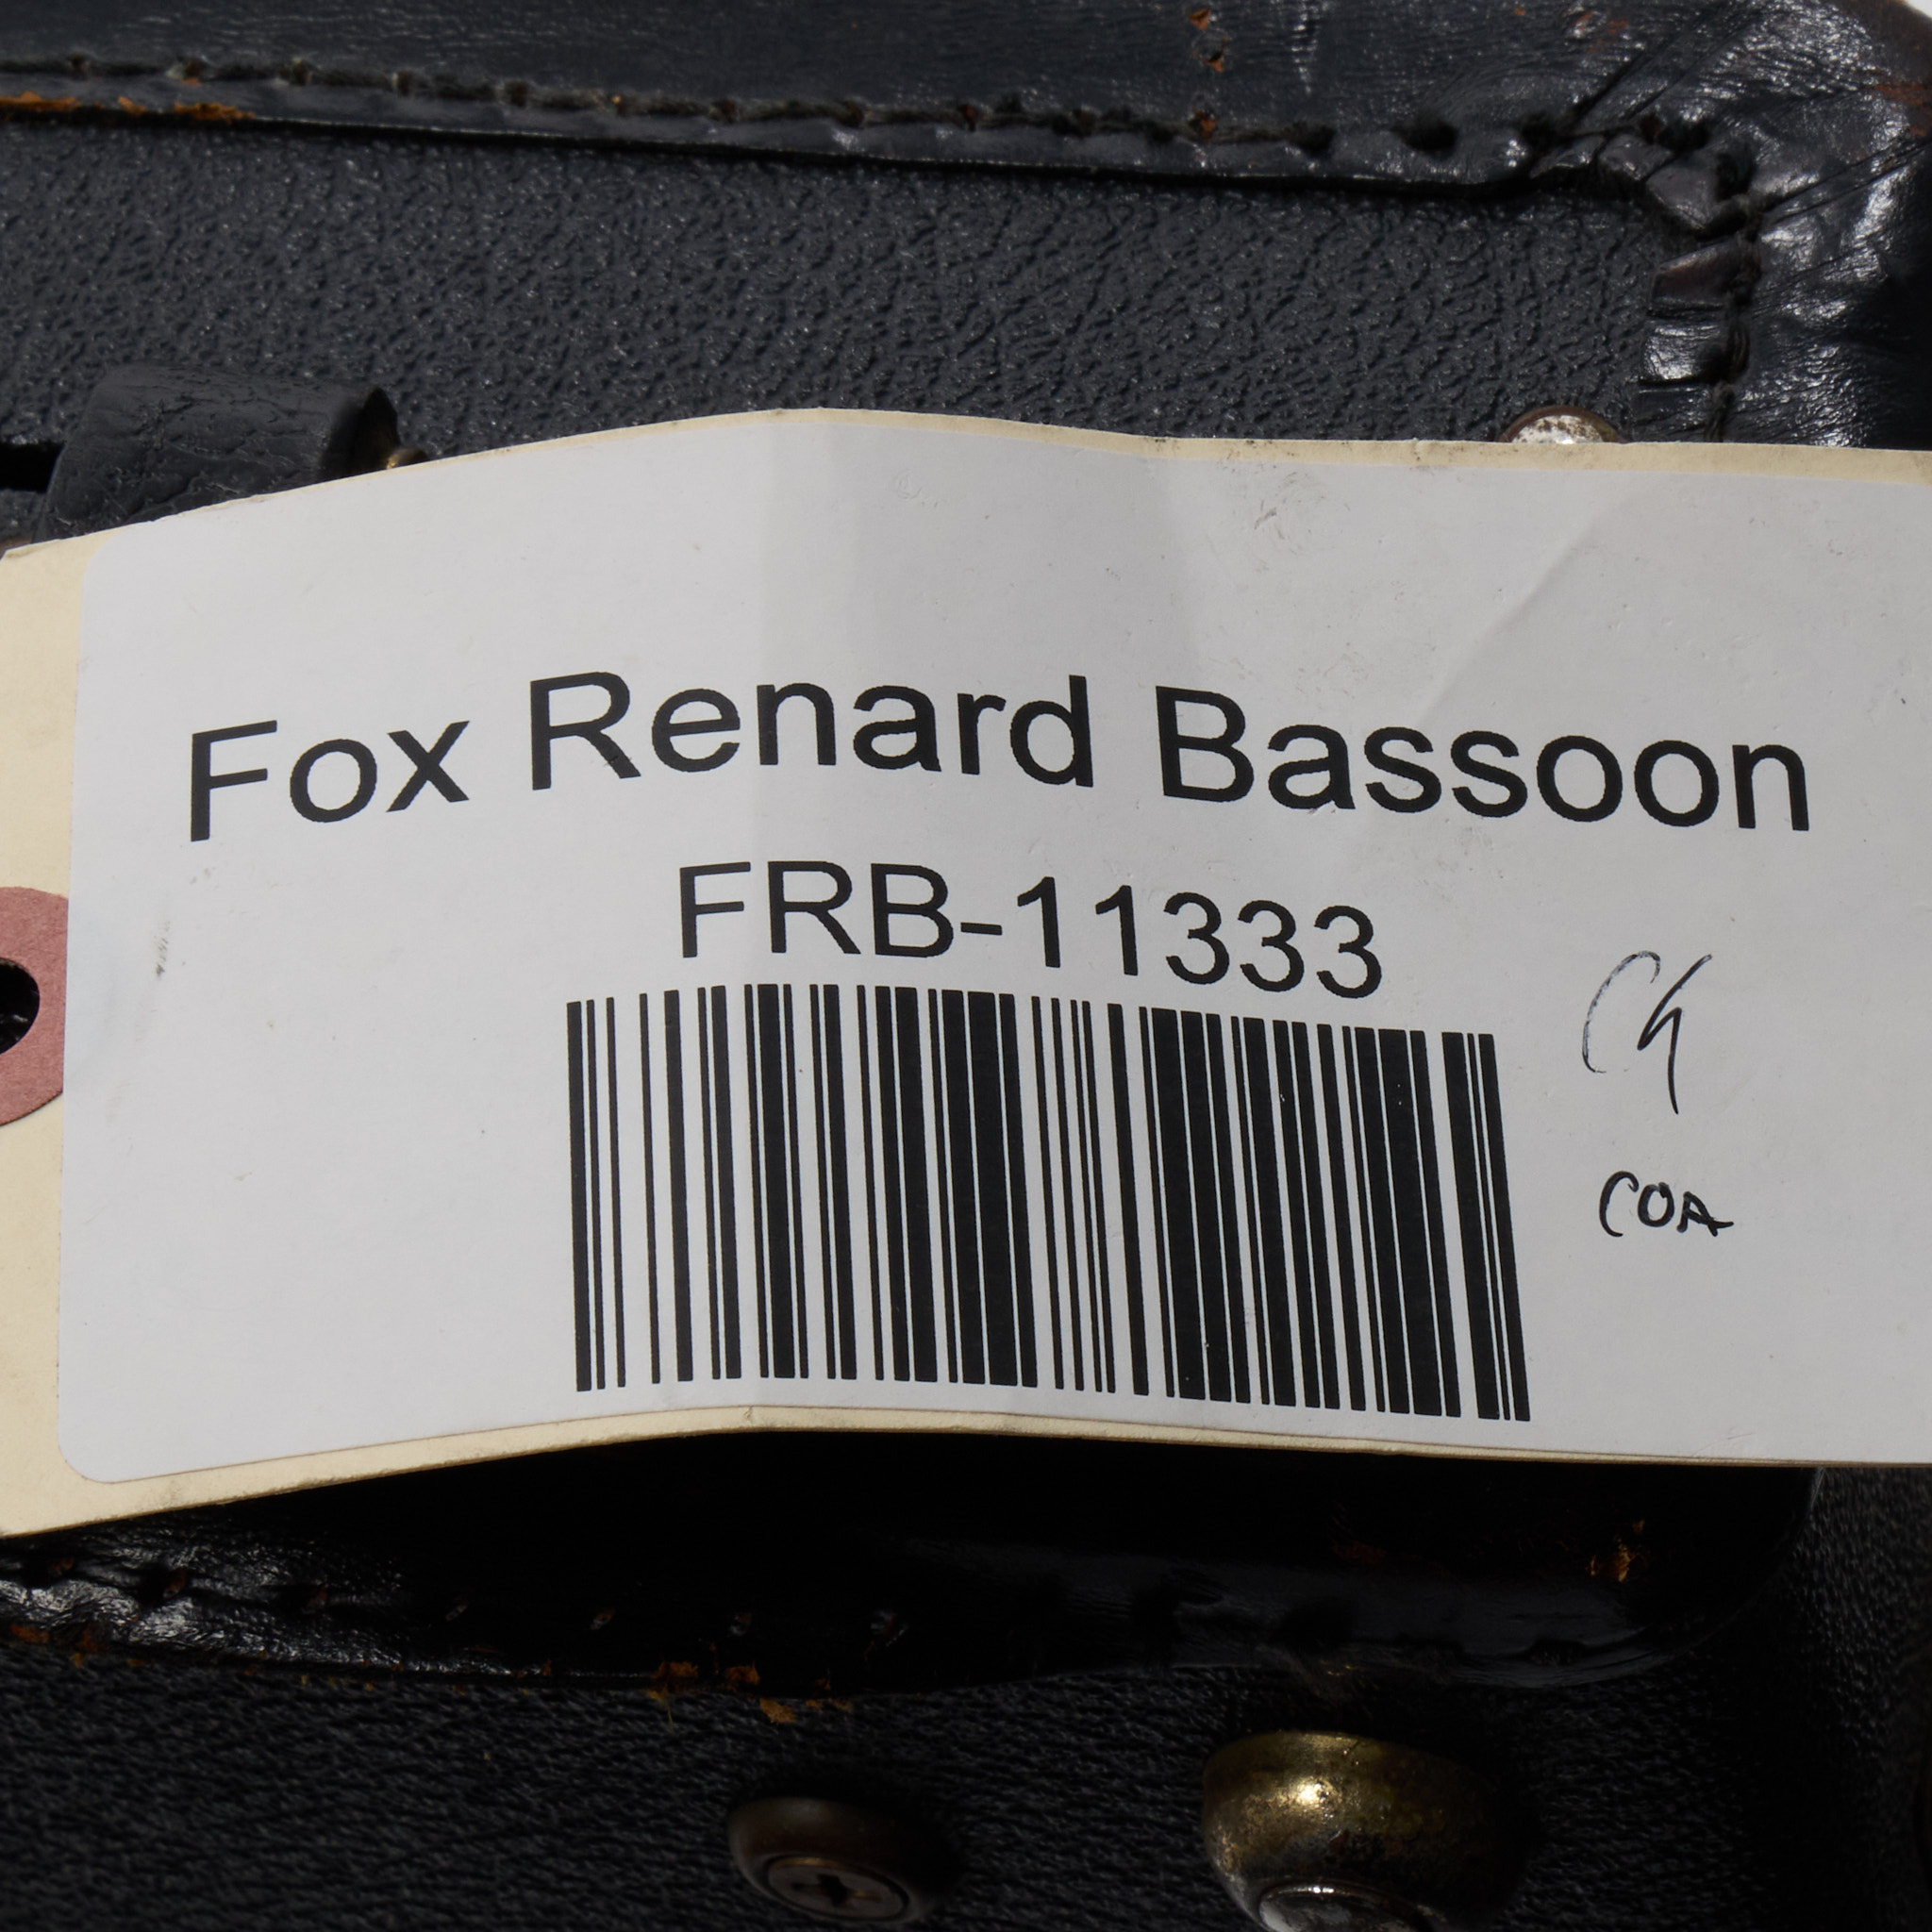 Fox Renard Bassoon
FRB-11333
COA